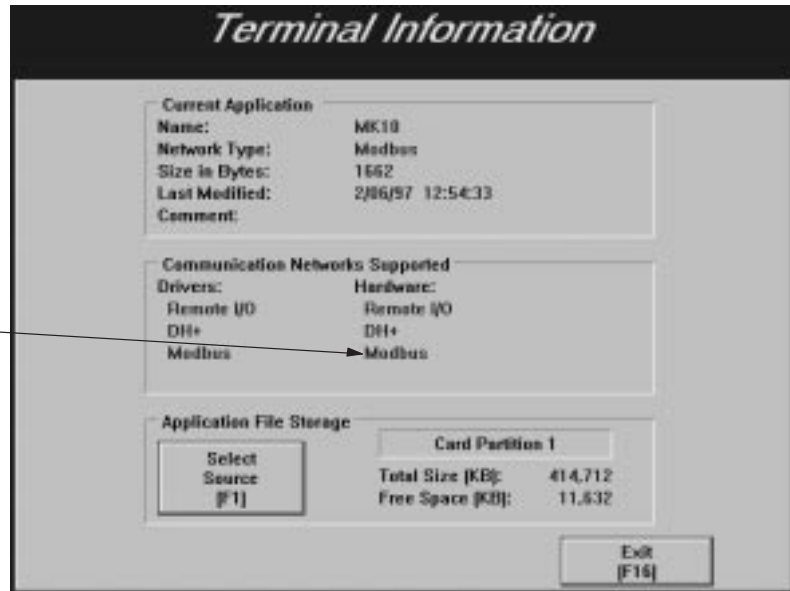 Terminal Information
Current Application
Name: MK10
Network Type: Modbus
Size in Bytes: 1662
Last Modified: 2/06/97 12:54:33
Comment:
Communication Networks Supported
Drivers: Hardware:
Remote I/O Remote I/O
DH+ DH+
Modbus Modbus
Application File Storage
Select
Source
[F1]
Card Partition 1
Total Size [KB]: 414,712
Free Space [KB]: 11,632
Exit
[F16]